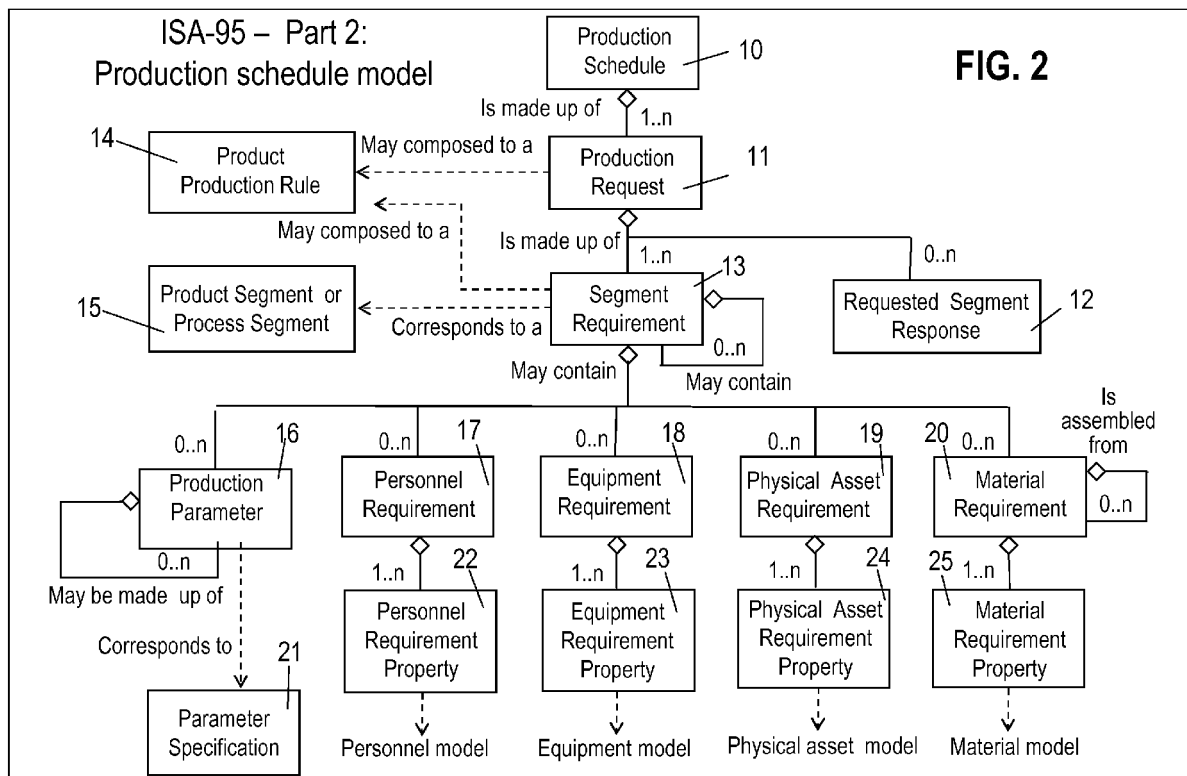 ISA-95 – Part 2:
Production schedule model
Production
Schedule
10
FIG. 2
Is made up of
1..n
14
Product
Production Rule
May composed to a
Production
Request
11
May composed to a
Is made up of
1..n
0..n
15
Product Segment or
Process Segment
Corresponds to a
Segment
Requirement
13
0..n
May contain
Requested Segment
Response
12
May contain
0..n
16
0..n
17
0..n
18
0..n
19
20
0..n
Is
assembled
from
Production
Parameter
0..n
May be made up of
Personnel
Requirement
Equipment
Requirement
Physical Asset
Requirement
Material
Requirement
0..n
1..n
22
1..n
23
1..n
24
25
1..n
Corresponds to
21
Personnel
Requirement
Property
Equipment
Requirement
Property
Physical Asset
Requirement
Property
Material
Requirement
Property
Parameter
Specification
Personnel model
Equipment model
Physical asset model
Material model